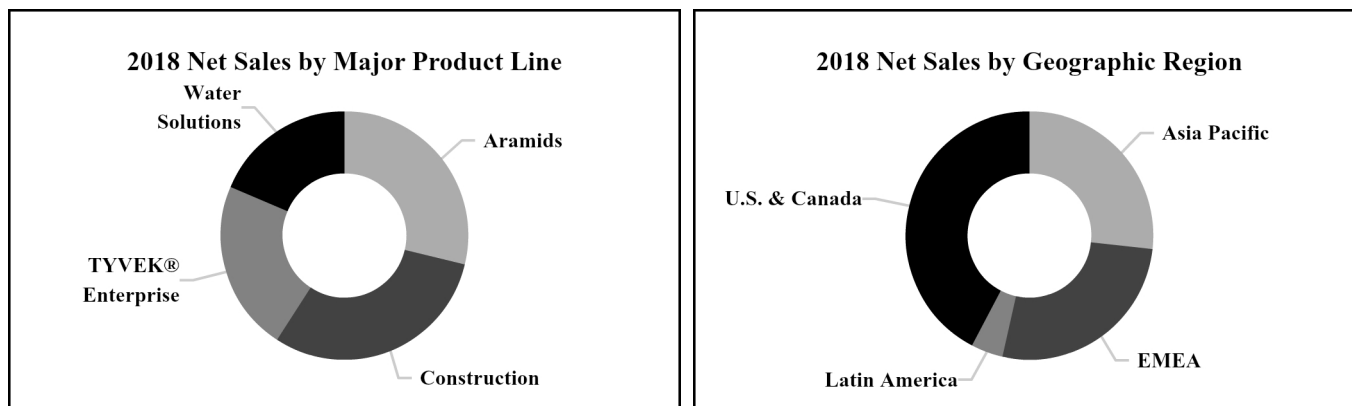 2018 Net Sales by Major Product Line
Water
Solutions
Aramids
TYVEK®
Enterprise
Construction
2018 Net Sales by Geographic Region
Asia Pacific
U.S. & Canada
Latin America
EMEA